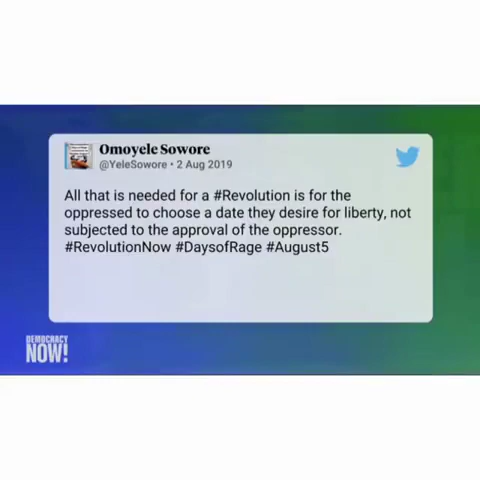 Omoyele Sowore
@YeleSowore • 2 Aug 2019
All that is needed for a #Revolution is for the
oppressed to choose a date they desire for liberty, not
subjected to the approval of the oppressor.
#RevolutionNow #DaysofRage #August5
DEMOCRACY
NOW!